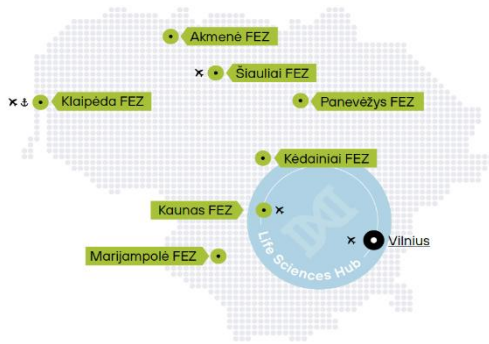 Akmenė FEZ
Šiauliai FEZ
Klaipėda FEZ
Panevėžys FEZ
Kėdainiai FEZ
Kaunas FEZ
Vilnius
Marijampolė FEZ
Life Sciences Hub